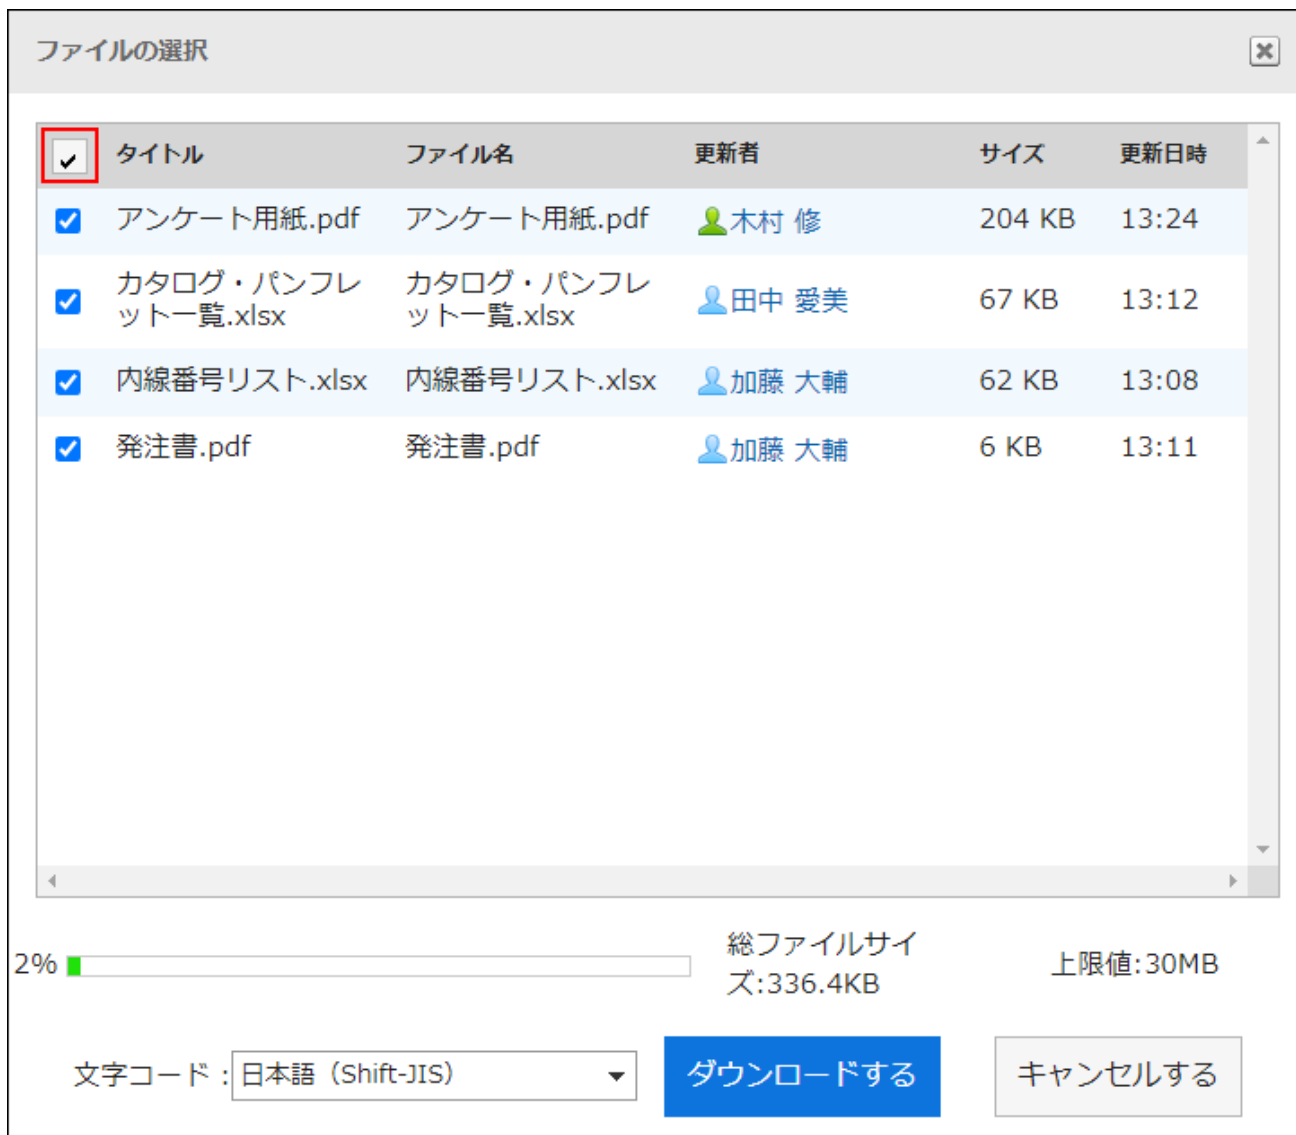 ファイルの選択
タイトル ファイル名 更新者 サイズ 更新日時
アンケート用紙.pdf アンケート用紙.pdf 木村 修 204 KB 13:24
カタログ・パンフレ カタログ・パンフレ
ット一覧.xlsx ット一覧.xlsx 田中 愛美 67 KB 13:12
内線番号リスト.xlsx 内線番号リスト.xlsx 加藤 大輔 62 KB 13:08
発注書.pdf 発注書.pdf 加藤 大輔 6 KB 13:11
2% 総ファイルサイ
ズ:336.4KB 上限値:30MB
文字コード : 日本語（Shift-JIS） ダウンロードする キャンセルする